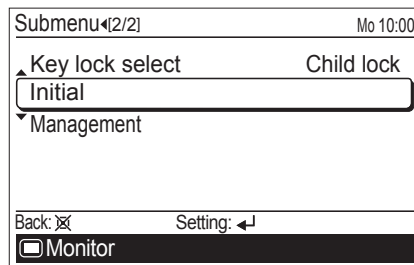 Submenu◂[2/2] Mo 10:00
Key lock select Child lock
Initial
Management
Back: Setting:
Monitor